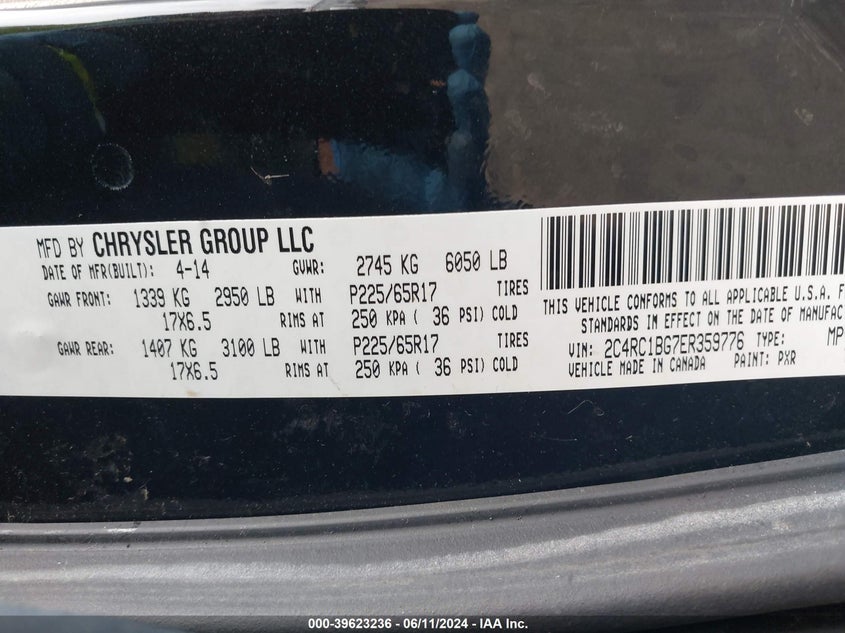 MFD BY CHRYSLER GROUP LLC
DATE OF MFR(BUILT): 4-14 GVWR: 2745 KG 6050 LB
GAWR FRONT: 1339 KG 2950 LB WITH P225/65R17 TIRES
17X6.5 RIMS AT 250 KPA ( 36 PSI) COLD
GAWR REAR: 1407 KG 3100 LB WITH P225/65R17 TIRES
17X6.5 RIMS AT 250 KPA ( 36 PSI) COLD
THIS VEHICLE CONFORMS TO ALL APPLICABLE U.S.A. F
STANDARDS IN EFFECT ON THE DATE OF MANUFAC
VIN: 2C4RC1BG7ER359776 TYPE: MP
VEHICLE MADE IN CANADA PAINT: PXR
000-39623236 - 06/11/2024 - IAA Inc.